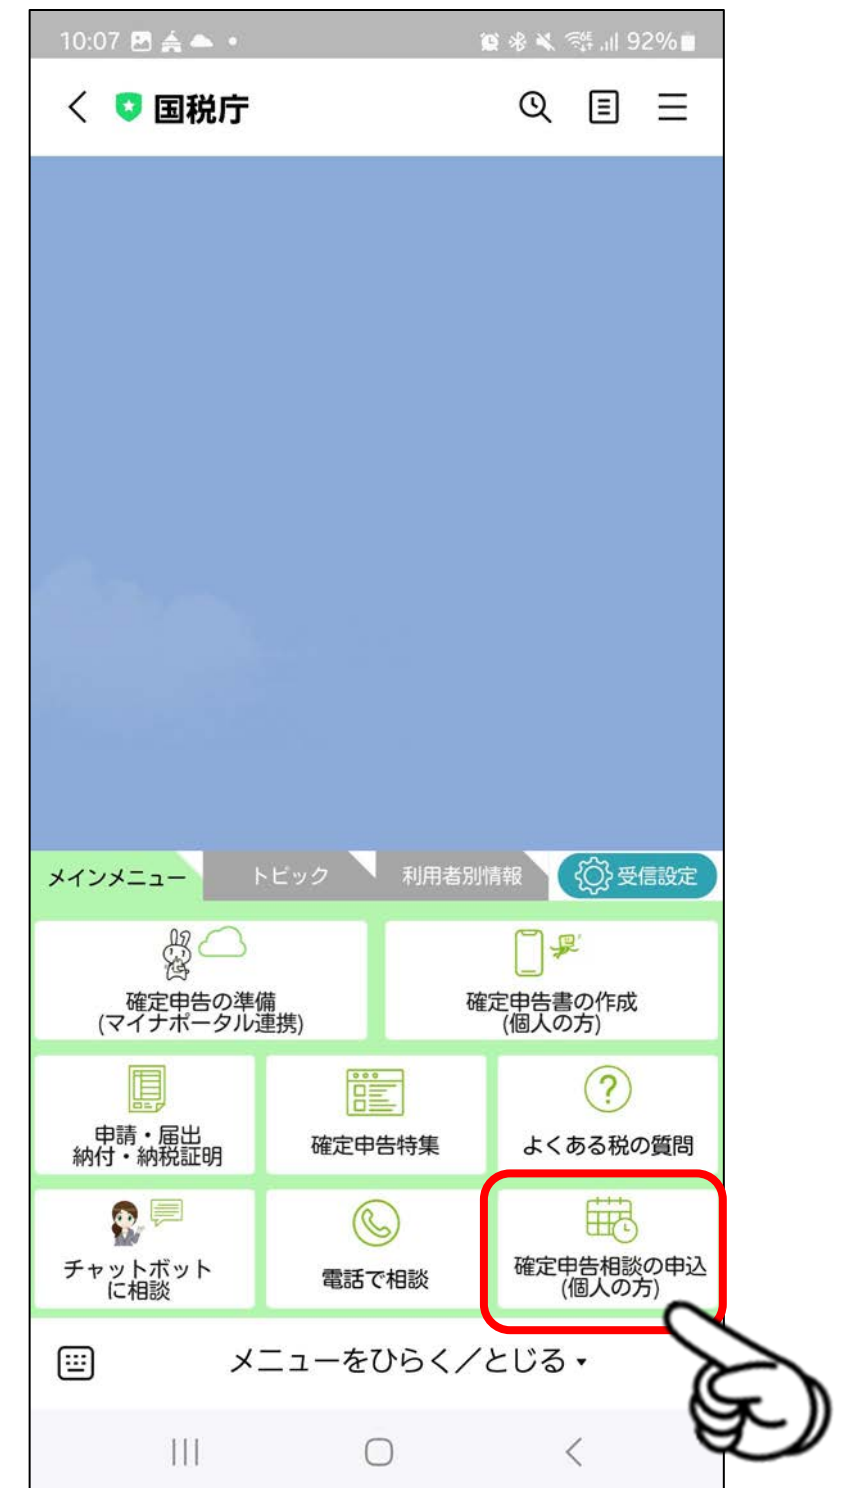 10:07
92%
国税庁
メインメニュー
トピック
利用者別情報
受信設定
確定申告の準備
(マイナポータル連携)
確定申告書の作成
(個人の方)
申請・届出
納付・納税証明
確定申告特集
よくある税の質問
チャットボット
に相談
電話で相談
確定申告相談の申込
(個人の方)
メニューをひらく／とじる▼